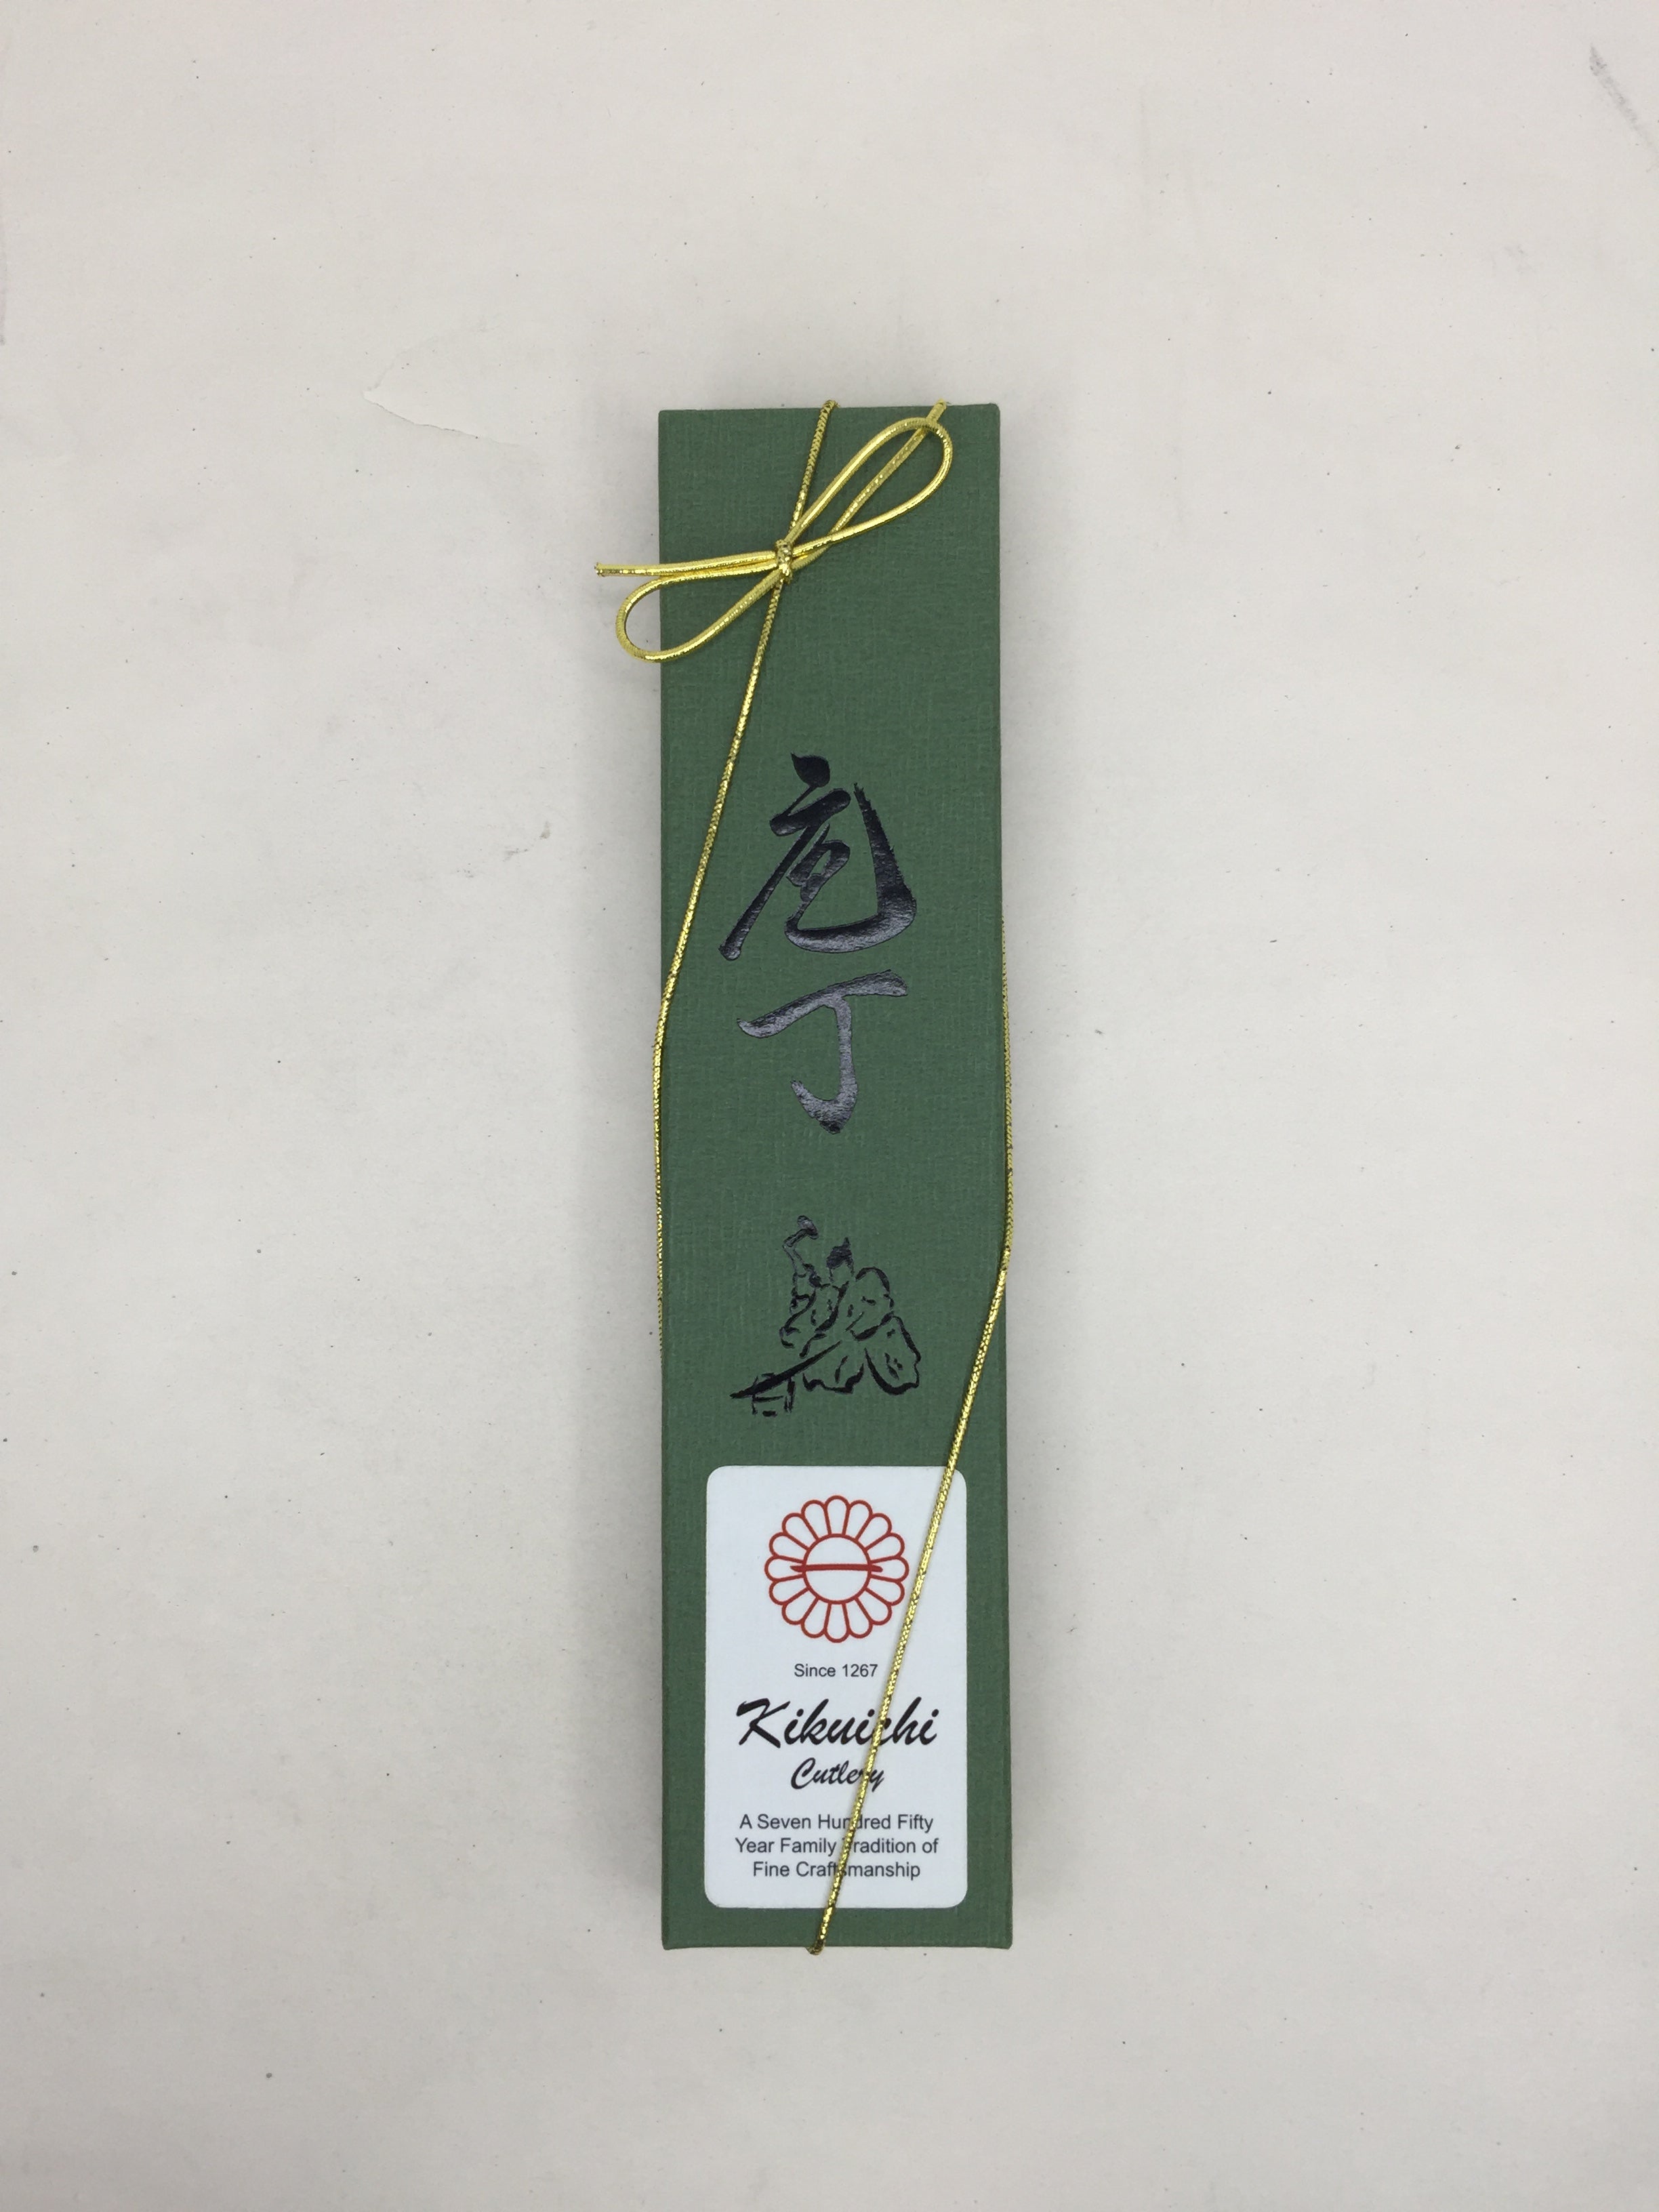 庖丁
Since 1267
Kikuichi
Cutlery
A Seven Hundred Fifty
Year Family Tradition of
Fine Craftsmanship